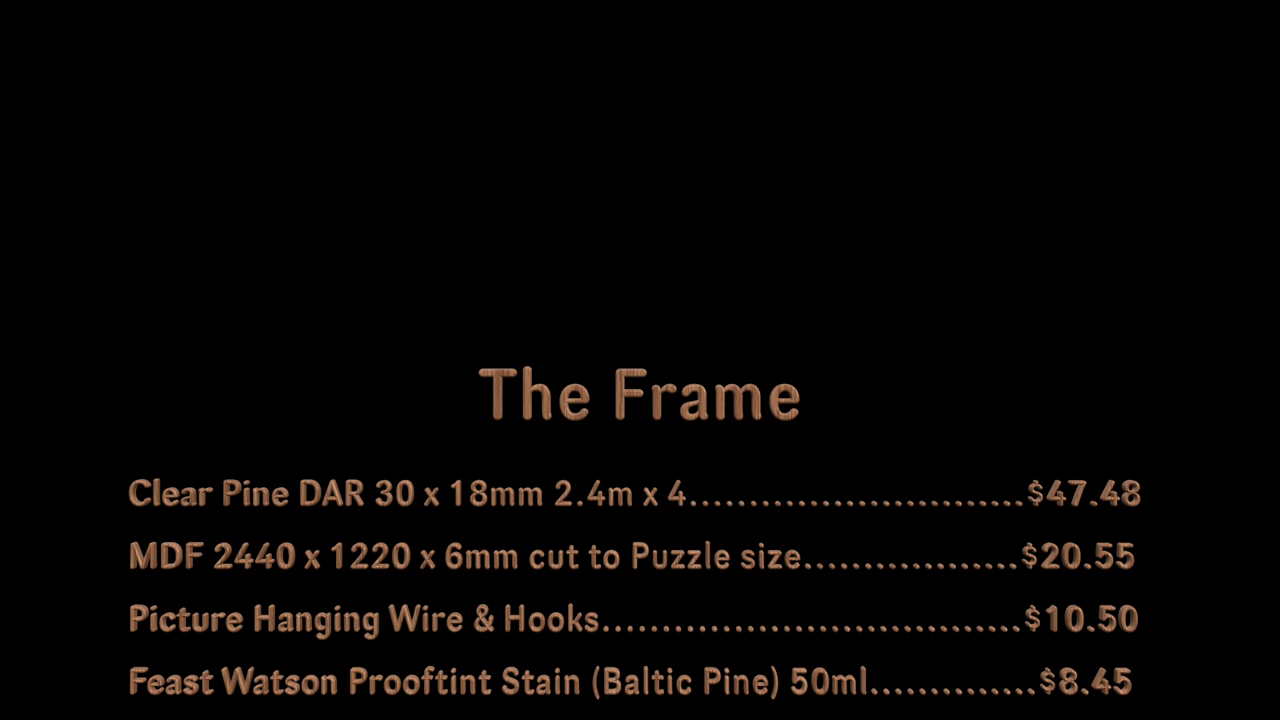 The Frame
Clear Pine DAR 30 x 18mm 2.4m x 4............................$47.48
MDF 2440 x 1220 x 6mm cut to Puzzle size..................$20.55
Picture Hanging Wire & Hooks...................................$10.50
Feast Watson Prooftint Stain (Baltic Pine) 50ml..............$8.45